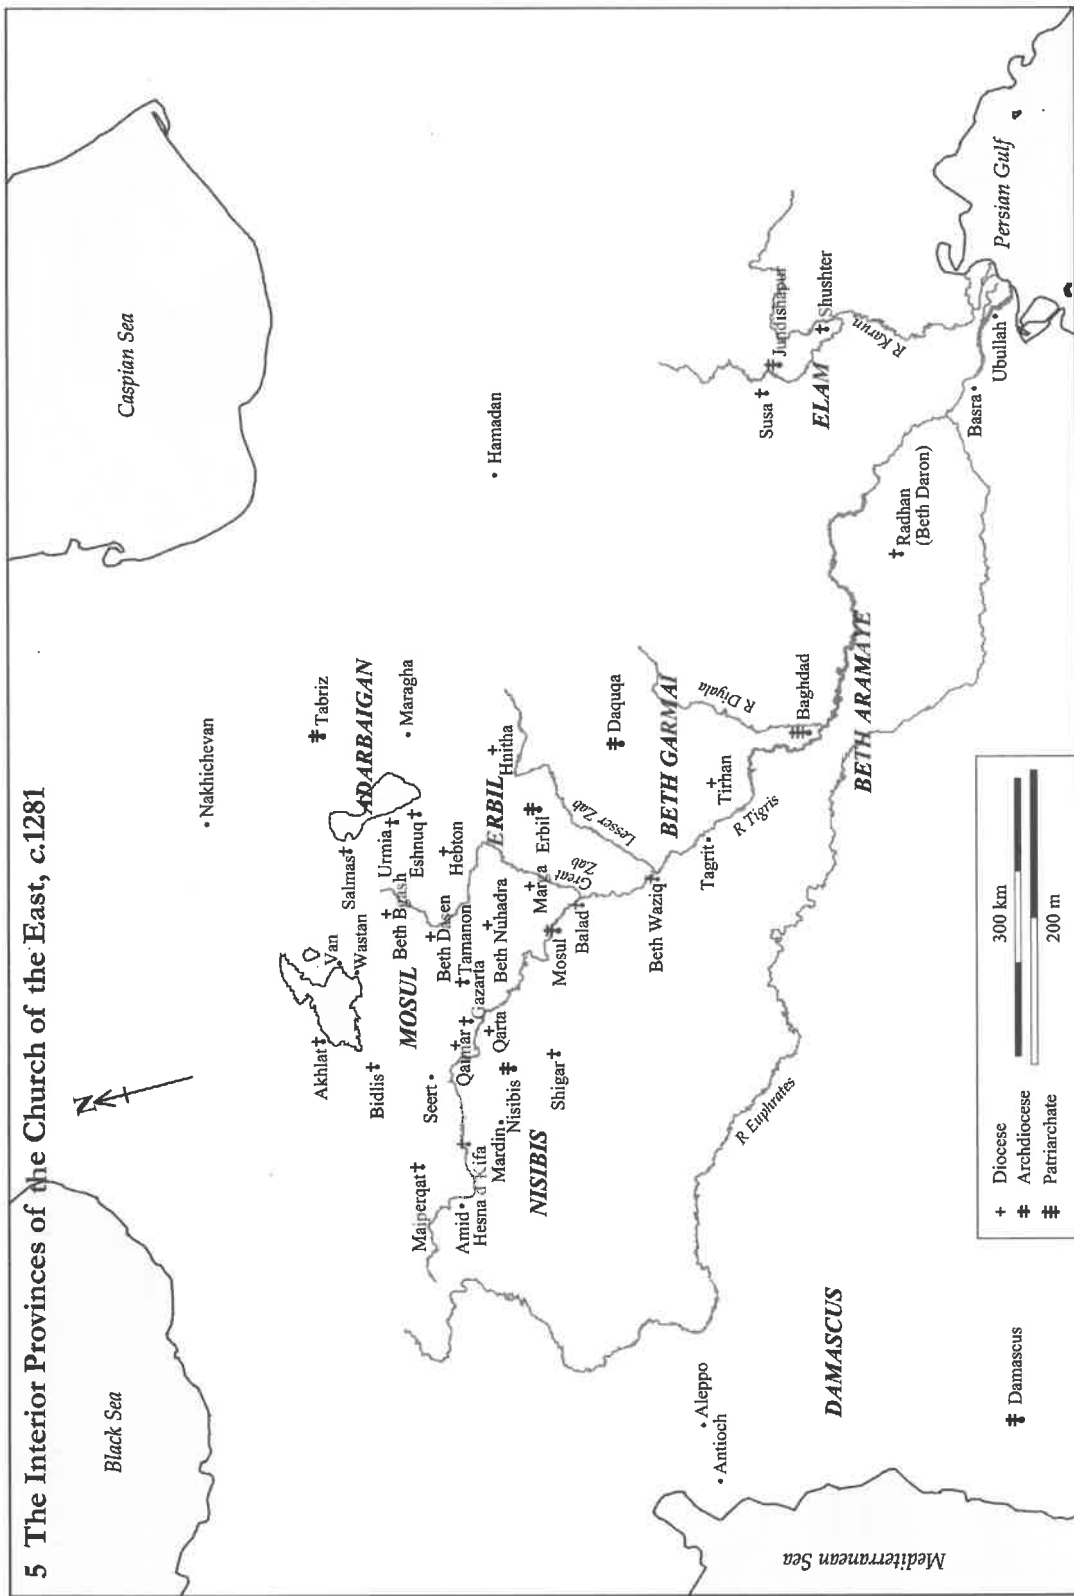 5 The Interior Provinces of the Church of the East, c.1281
Black Sea
Caspian Sea
Mediterranean Sea
Persian Gulf
N
Nakhichevan
Tabriz
ADARBAIGAN
Maragha
Salmas
Urmia
Eshnuq
Van
Wastan
Akhlat
Bidlis
Seert
MOSUL
Beth Bgash
Beth Dasen
Hebton
Tamanon
Gazarta
Qaimar
Qarta
Beth Nuhadra
ERBIL
Hnitha
Marga
Erbil
Great
Zab
Lesser Zab
Mosul
Balad
Maiperqat
Amid
Hesna d'Kifa
Mardin
Nisibis
NISIBIS
Shigar
Hamadan
Daquqa
BETH GARMAI
Beth Waziq
Tirhan
Tagrit
R Tigris
R Diyala
Baghdad
BETH ARAMAYE
R Euphrates
Radhan
(Beth Daron)
Susa
Jundishapur
Shushter
ELAM
R Karun
Basra
Ubullah
Aleppo
Antioch
DAMASCUS
Damascus
Diocese
Archdiocese
Patriarchate
300 km
200 m